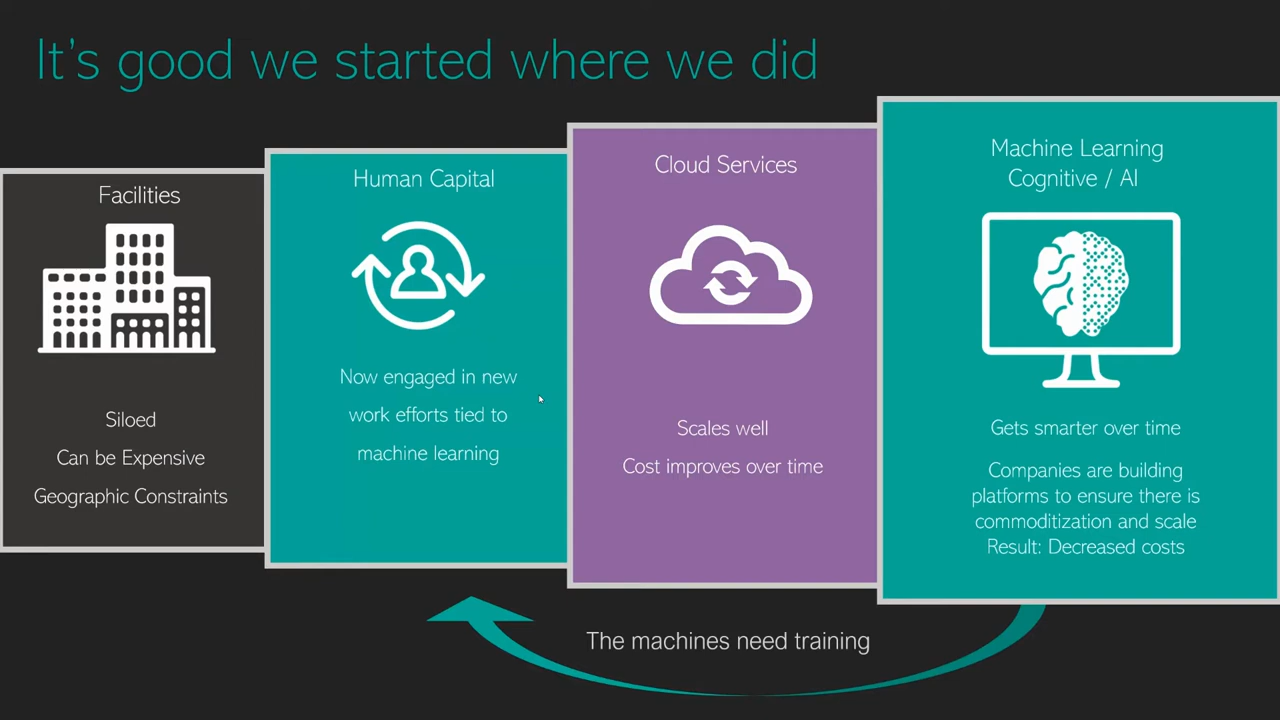 It's good we started where we did
Facilities
Siloed
Can be Expensive
Geographic Constraints
Human Capital
Now engaged in new
work efforts tied to
machine learning
Cloud Services
Scales well
Cost improves over time
Machine Learning
Cognitive / AI
Gets smarter over time
Companies are building
platforms to ensure there is
commoditization and scale
Result: Decreased costs
The machines need training